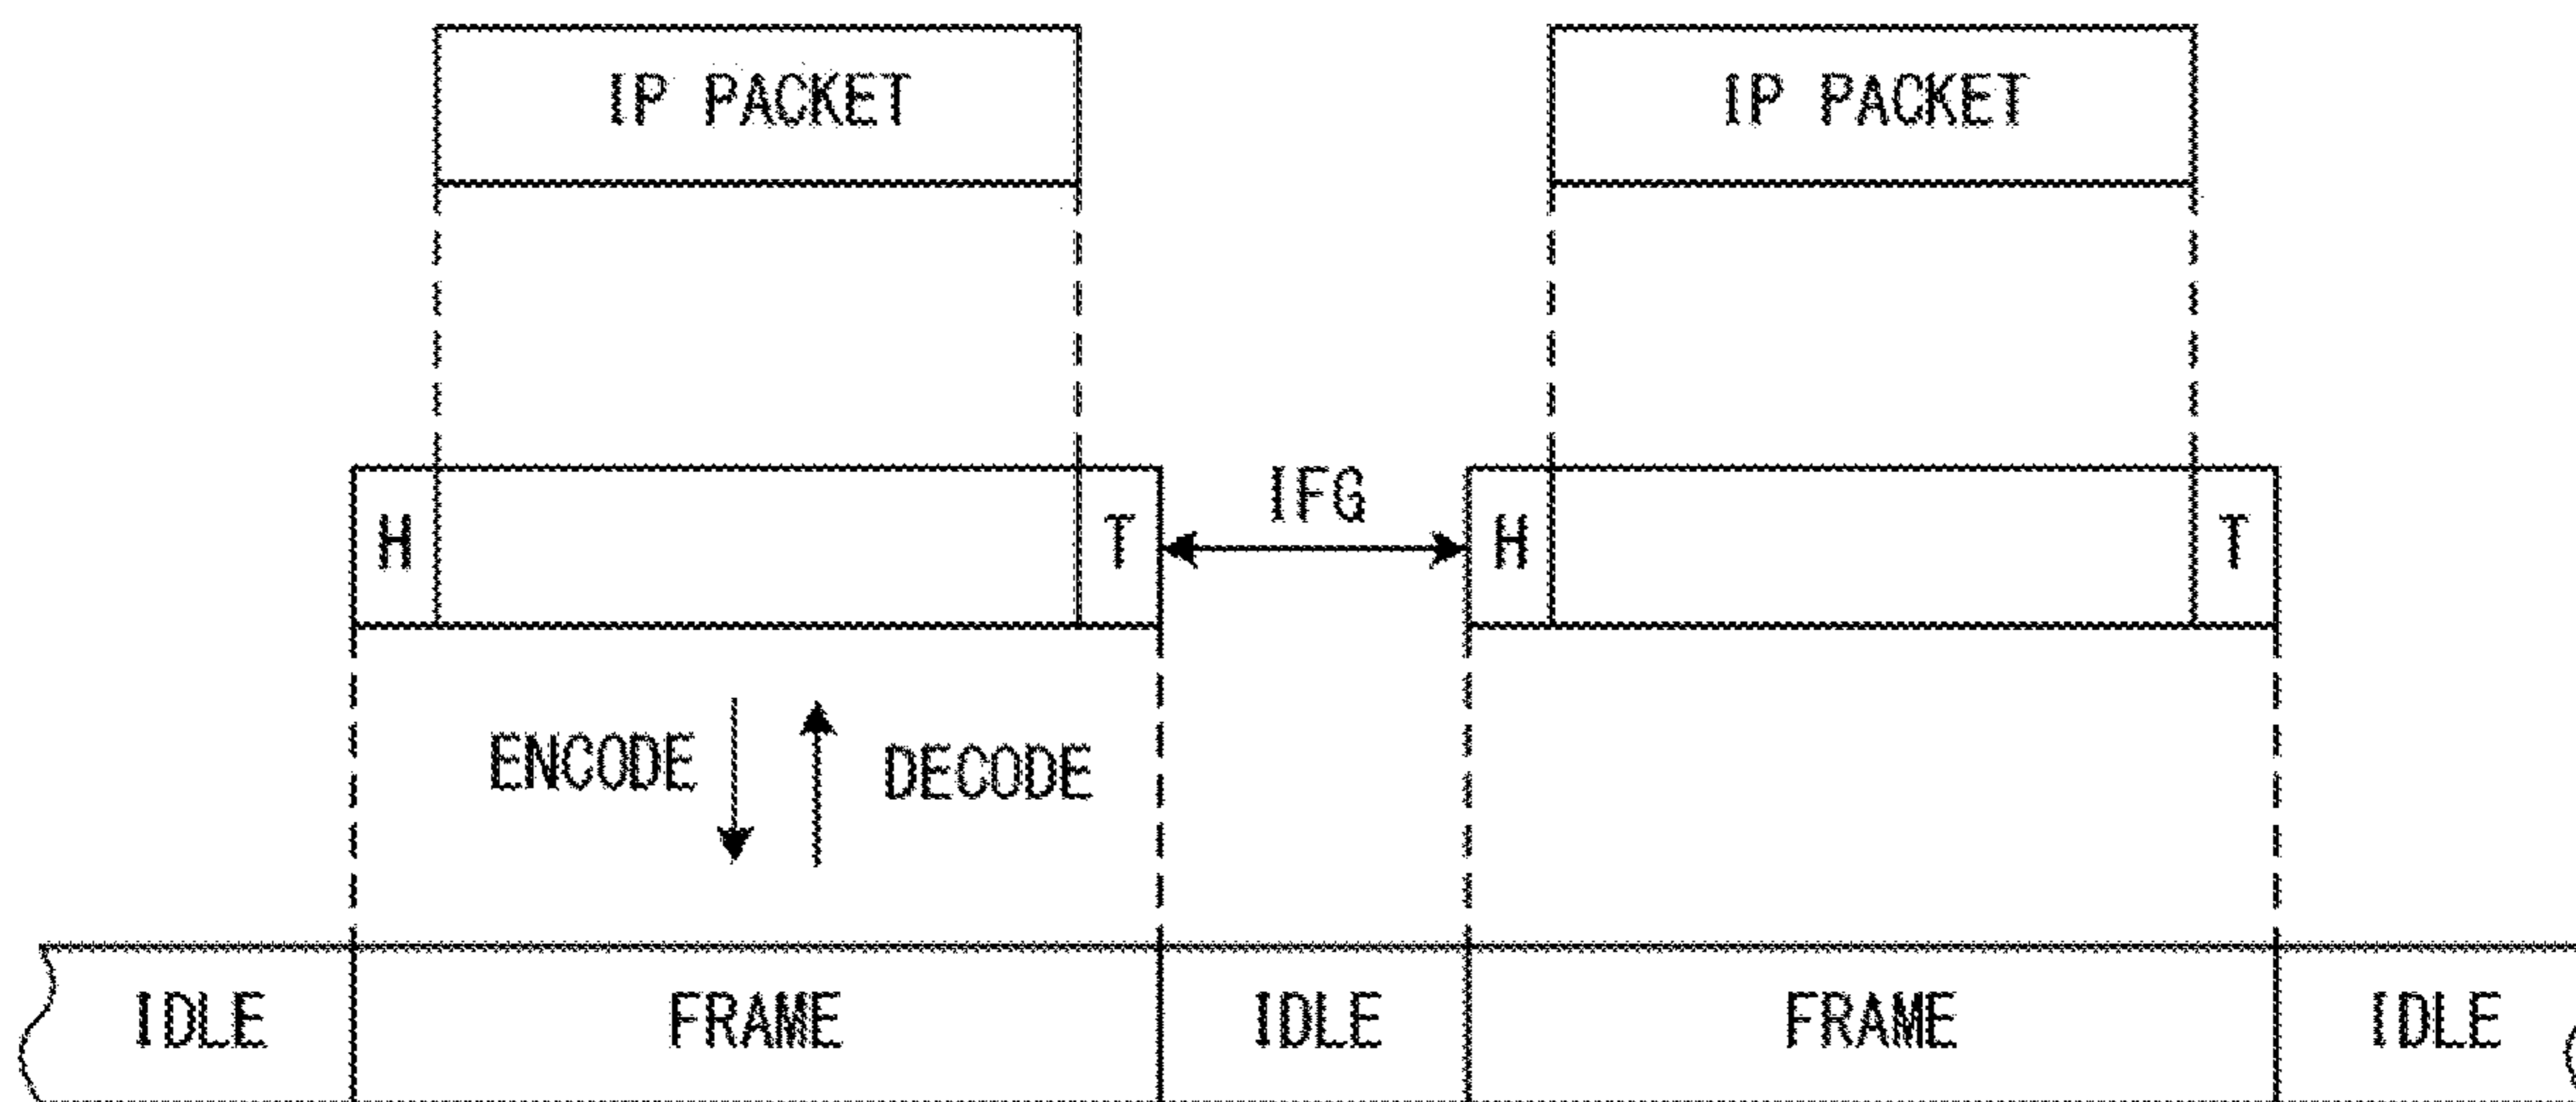 IP PACKET
IP PACKET
H
T
IFG
H
T
ENCODE
DECODE
IDLE
FRAME
IDLE
FRAME
IDLE